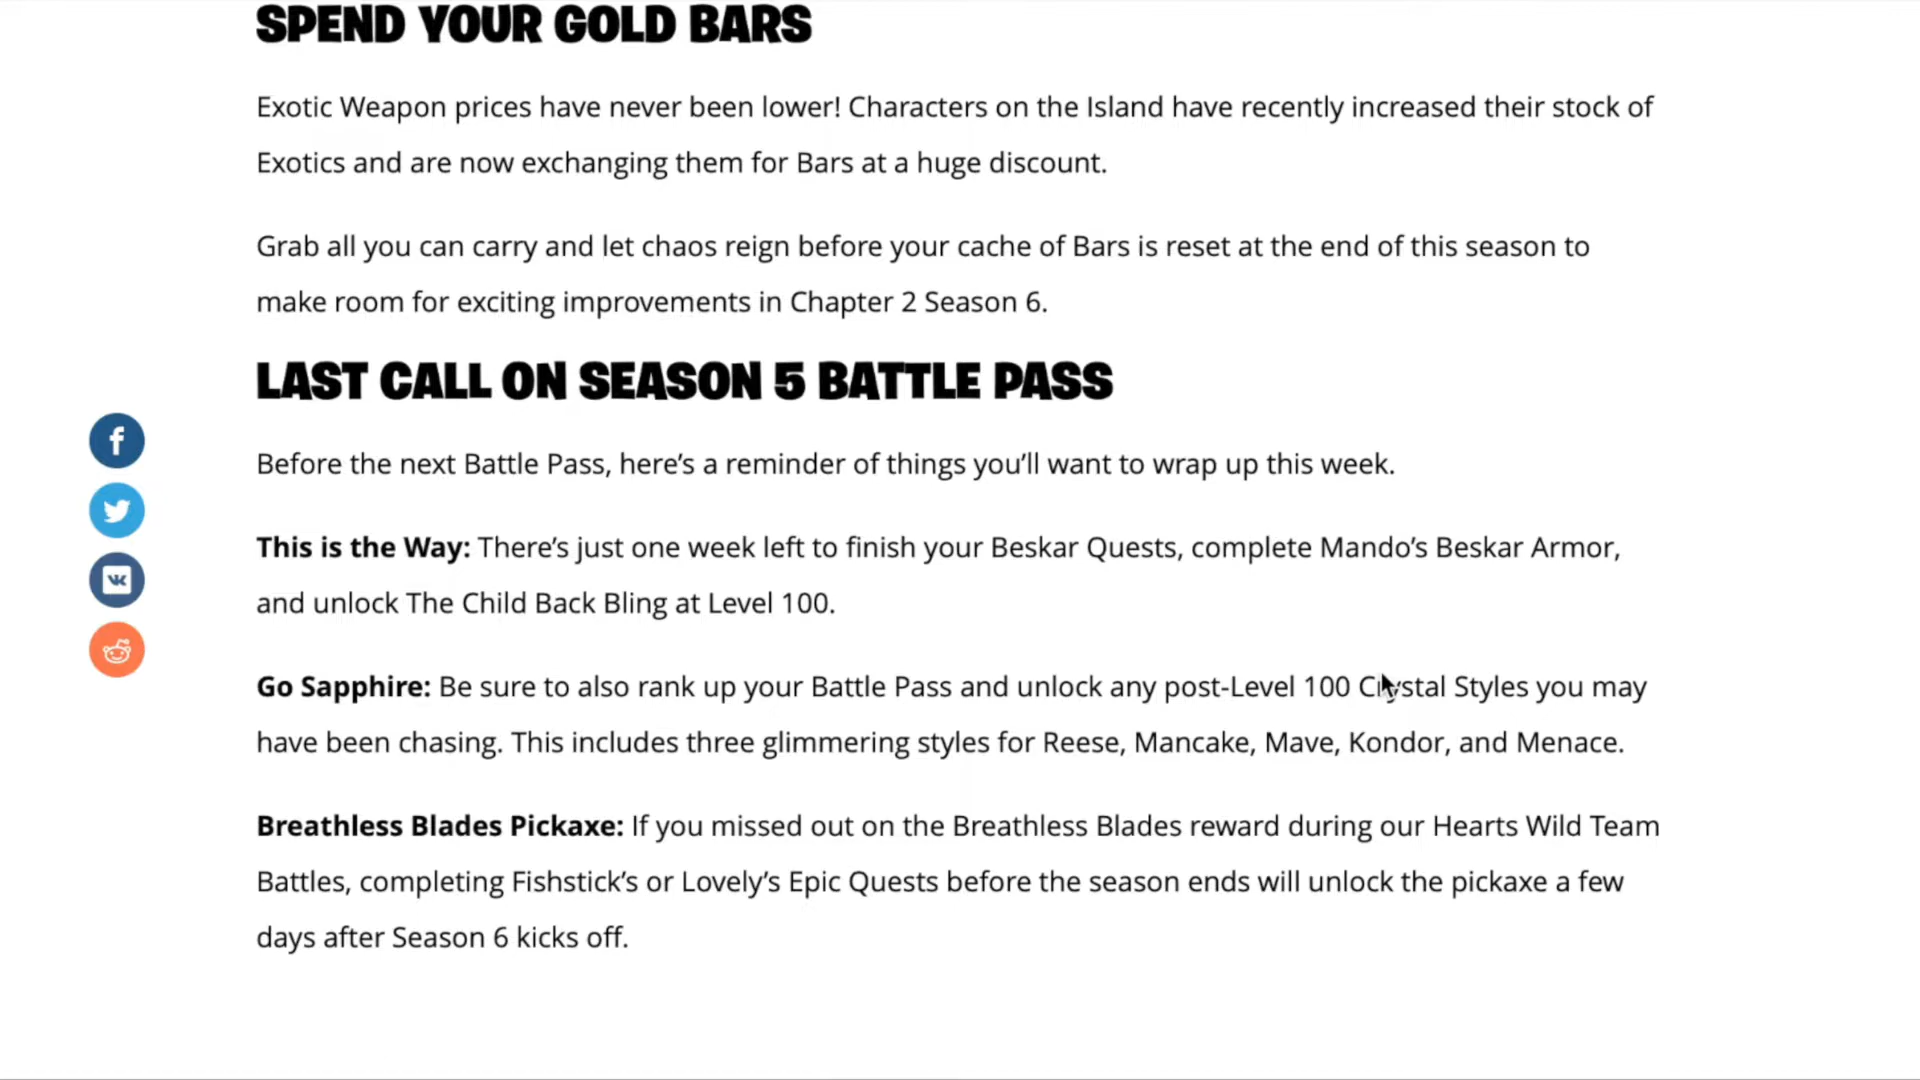 SPEND YOUR GOLD BARS
Exotic Weapon prices have never been lower! Characters on the Island have recently increased their stock of
Exotics and are now exchanging them for Bars at a huge discount.
Grab all you can carry and let chaos reign before your cache of Bars is reset at the end of this season to
make room for exciting improvements in Chapter 2 Season 6.
LAST CALL ON SEASON 5 BATTLE PASS
Before the next Battle Pass, here’s a reminder of things you’ll want to wrap up this week.
This is the Way: There’s just one week left to finish your Beskar Quests, complete Mando’s Beskar Armor,
and unlock The Child Back Bling at Level 100.
Go Sapphire: Be sure to also rank up your Battle Pass and unlock any post-Level 100 Crystal Styles you may
have been chasing. This includes three glimmering styles for Reese, Mancake, Mave, Kondor, and Menace.
Breathless Blades Pickaxe: If you missed out on the Breathless Blades reward during our Hearts Wild Team
Battles, completing Fishstick’s or Lovely’s Epic Quests before the season ends will unlock the pickaxe a few
days after Season 6 kicks off.